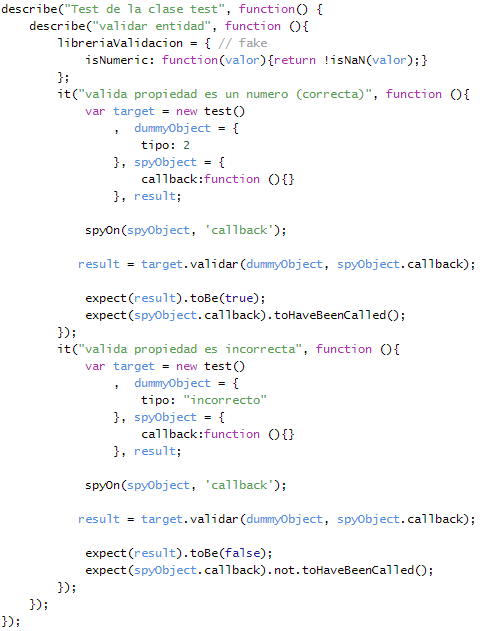 describe("Test de la clase test", function() {
    describe("validar entidad", function (){
        libreriaValidacion = { // fake
            isNumeric: function(valor){return !isNaN(valor);}
        };
        it("valida propiedad es un numero (correcta)", function (){
            var target = new test()
                ,  dummyObject = {
                    tipo: 2
                }, spyObject = {
                    callback:function (){}
                }, result;

            spyOn(spyObject, 'callback');

           result = target.validar(dummyObject, spyObject.callback);

            expect(result).toBe(true);
            expect(spyObject.callback).toHaveBeenCalled();
        });
        it("valida propiedad es incorrecta", function (){
            var target = new test()
                ,  dummyObject = {
                    tipo: "incorrecto"
                }, spyObject = {
                    callback:function (){}
                }, result;

            spyOn(spyObject, 'callback');

           result = target.validar(dummyObject, spyObject.callback);

            expect(result).toBe(false);
            expect(spyObject.callback).not.toHaveBeenCalled();
        });
    });
});